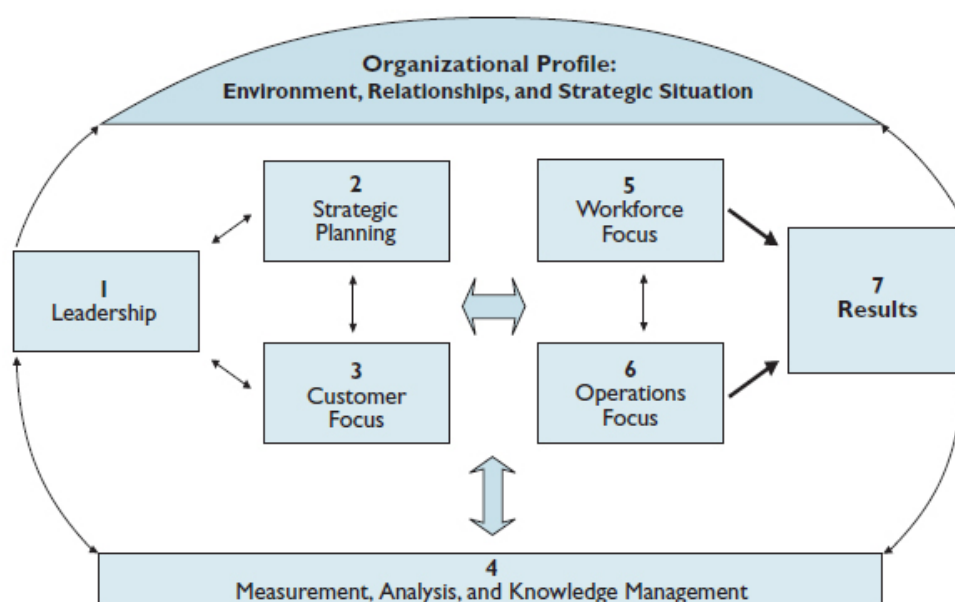 Organizational Profile:
Environment, Relationships, and Strategic Situation
2
Strategic
Planning
5
Workforce
Focus
1
Leadership
7
Results
3
Customer
Focus
6
Operations
Focus
4
Measurement, Analysis, and Knowledge Management